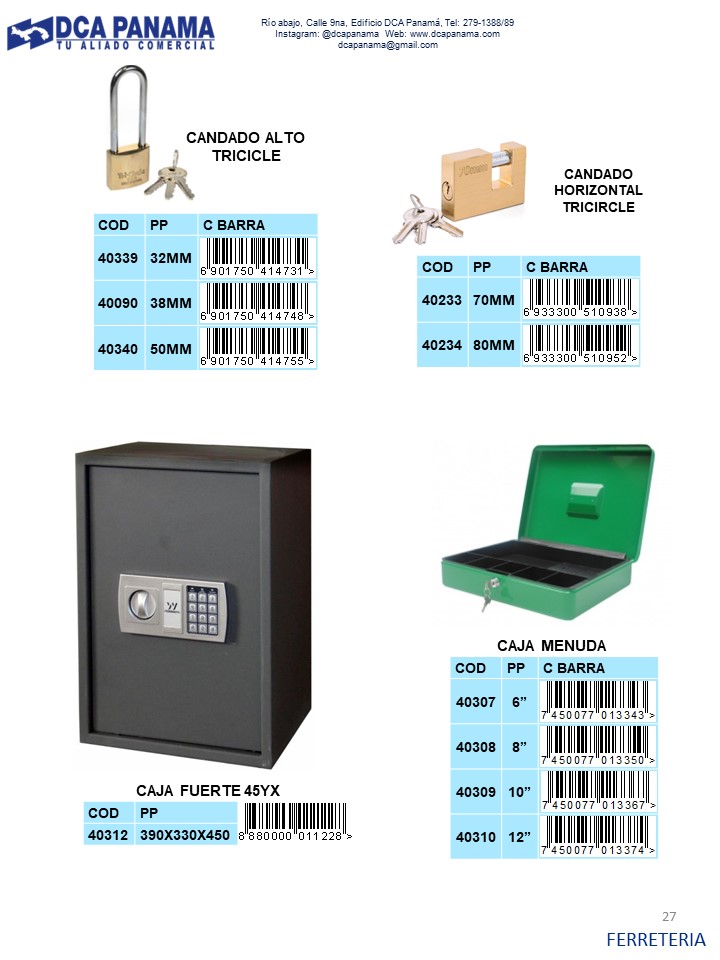 DCA PANAMA
TU ALIADO COMERCIAL
Río abajo, Calle 9na, Edificio DCA Panamá, Tel: 279-1388/89
Instagram: @dcapanama Web: www.dcapanama.com
dcapanama@gmail.com
CANDADO ALTO
TRICICLE
COD PP C BARRA
40339 32MM 6 901750 414731 >
40090 38MM 6 901750 414748 >
40340 50MM 6 901750 414755 >
CANDADO
HORIZONTAL
TRICIRCLE
COD PP C BARRA
40233 70MM 6 933300 510938 >
40234 80MM 6 933300 510952 >
CAJA FUERTE 45YX
COD PP
40312 390X330X450 8 880000 011228 >
CAJA MENUDA
COD PP C BARRA
40307 6” 7 450077 013343 >
40308 8” 7 450077 013350 >
40309 10” 7 450077 013367 >
40310 12” 7 450077 013374 >
27
FERRETERIA